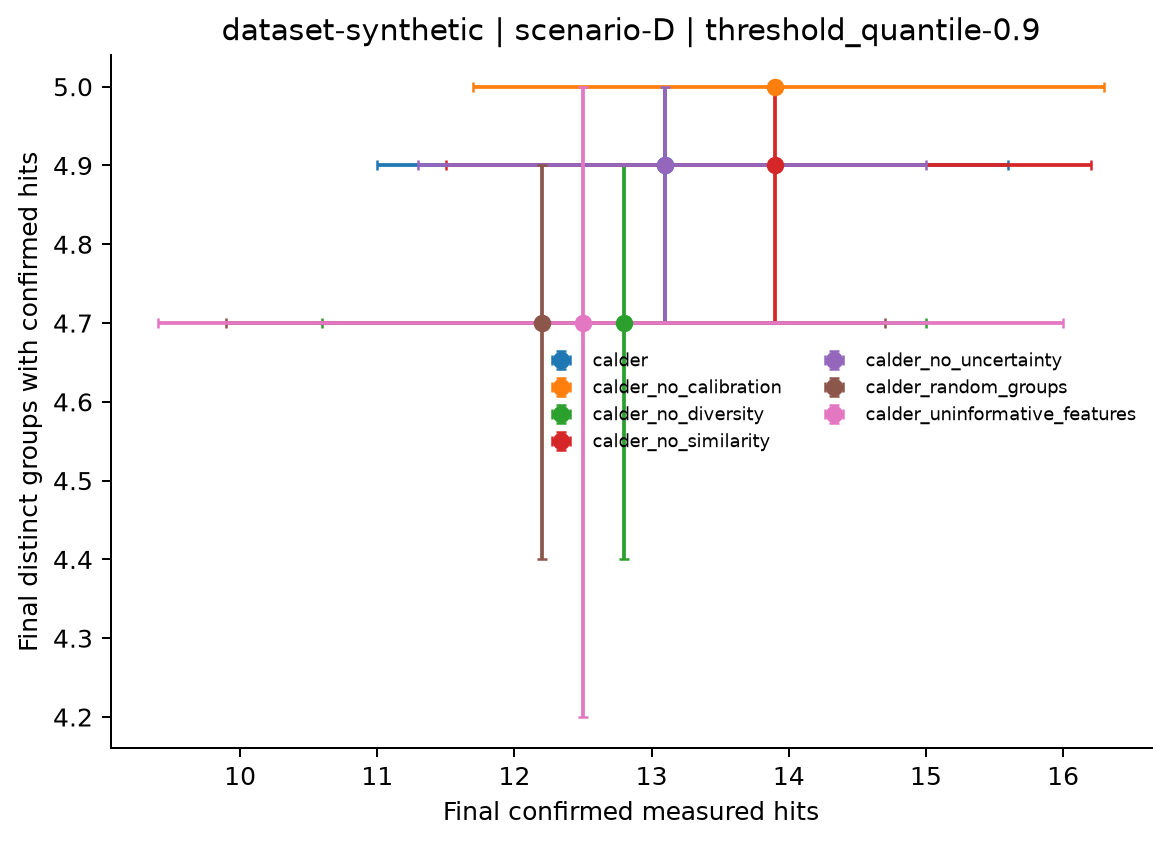 dataset-synthetic | scenario-D | threshold_quantile-0.9
Final distinct groups with confirmed hits
5.0
4.9
4.8
4.7
4.6
4.5
4.4
4.3
4.2
calder
calder_no_calibration
calder_no_diversity
calder_no_similarity
calder_no_uncertainty
calder_random_groups
calder_uninformative_features
10
11
12
13
14
15
16
Final confirmed measured hits